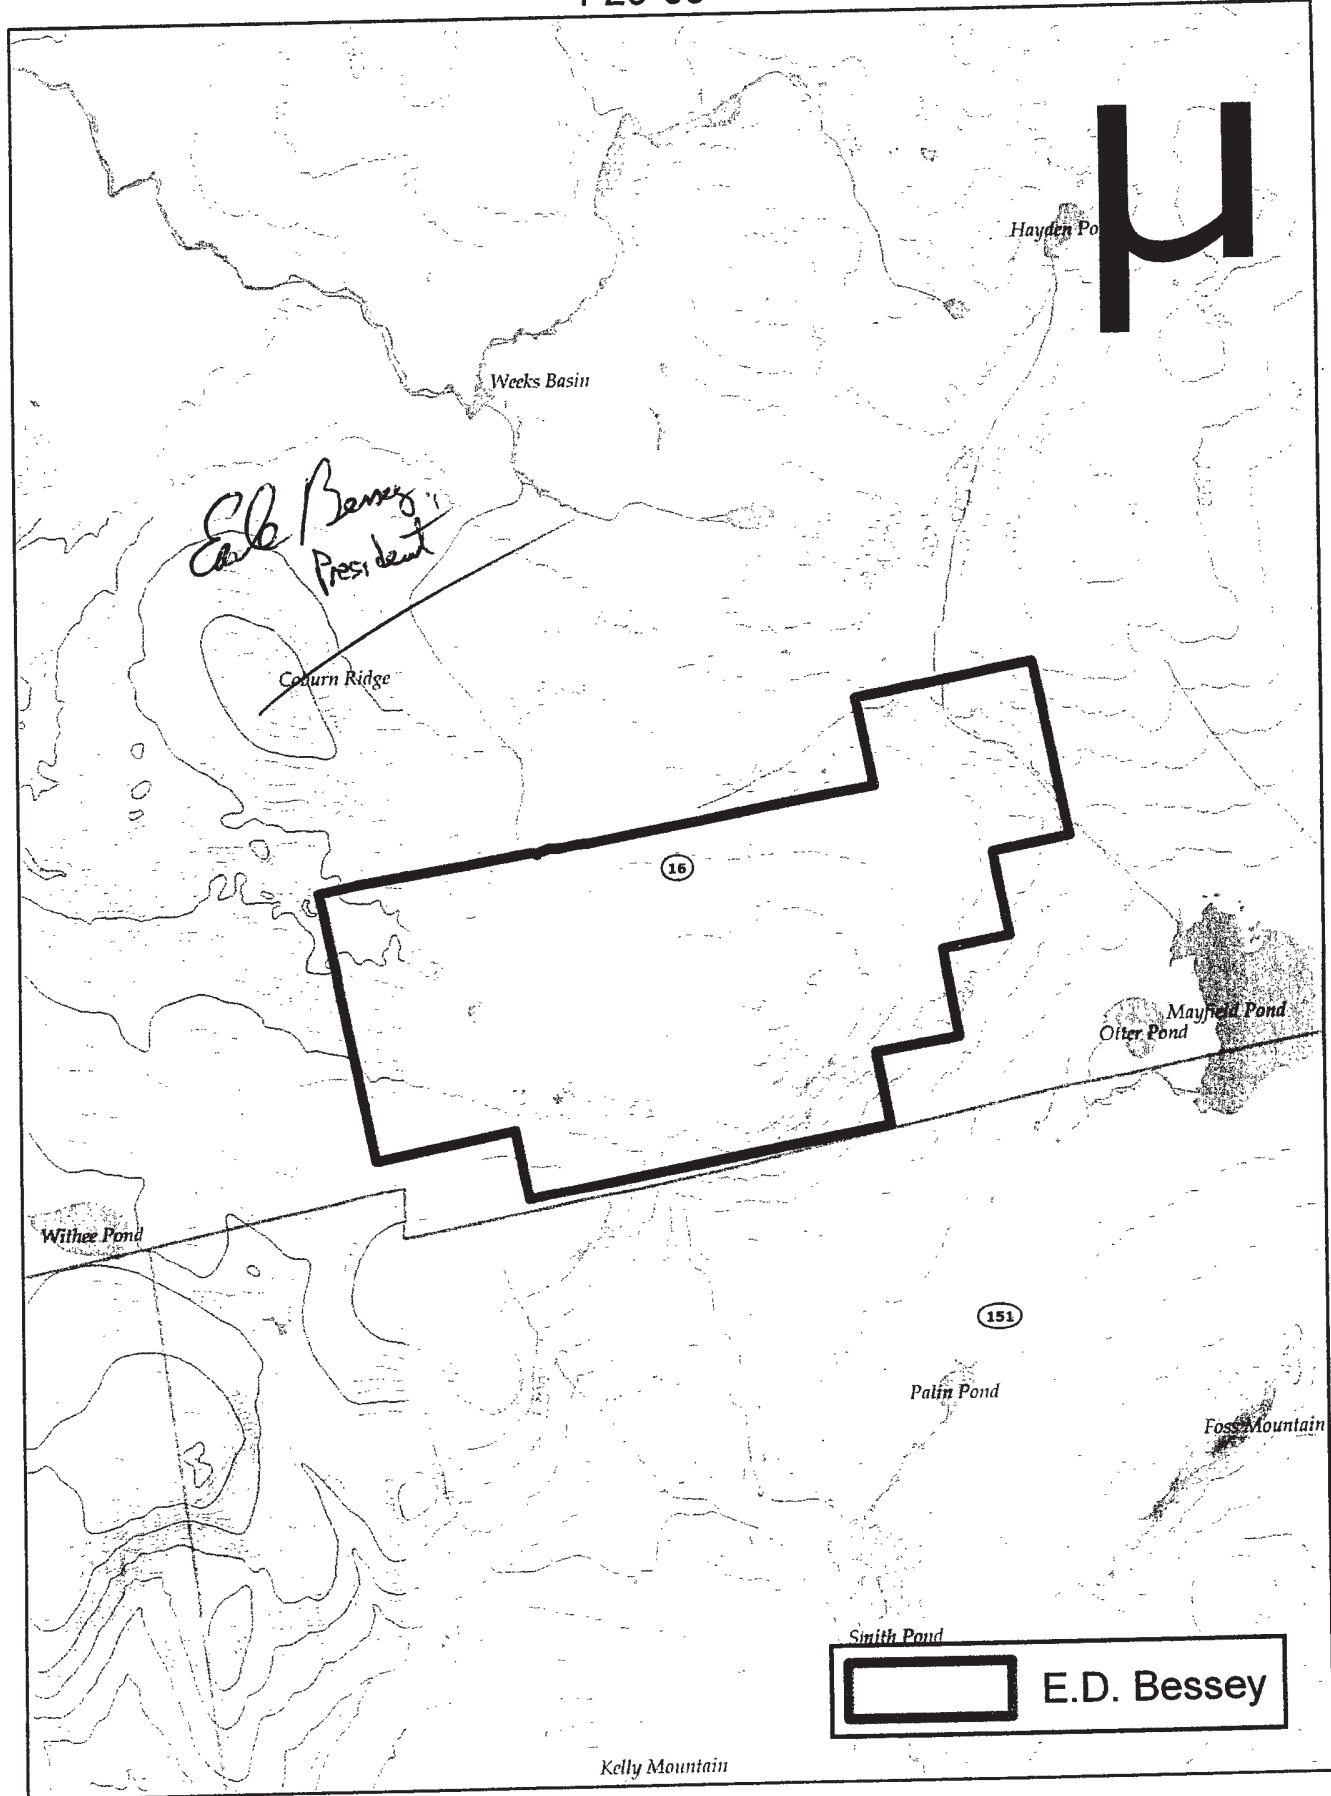 Hayden Po
µ
Weeks Basin
Earle Bessey,
President
Coburn Ridge
16
Mayfield Pond
Otter Pond
Withee Pond
151
Palin Pond
Foss Mountain
Smith Pond
E.D. Bessey
Kelly Mountain